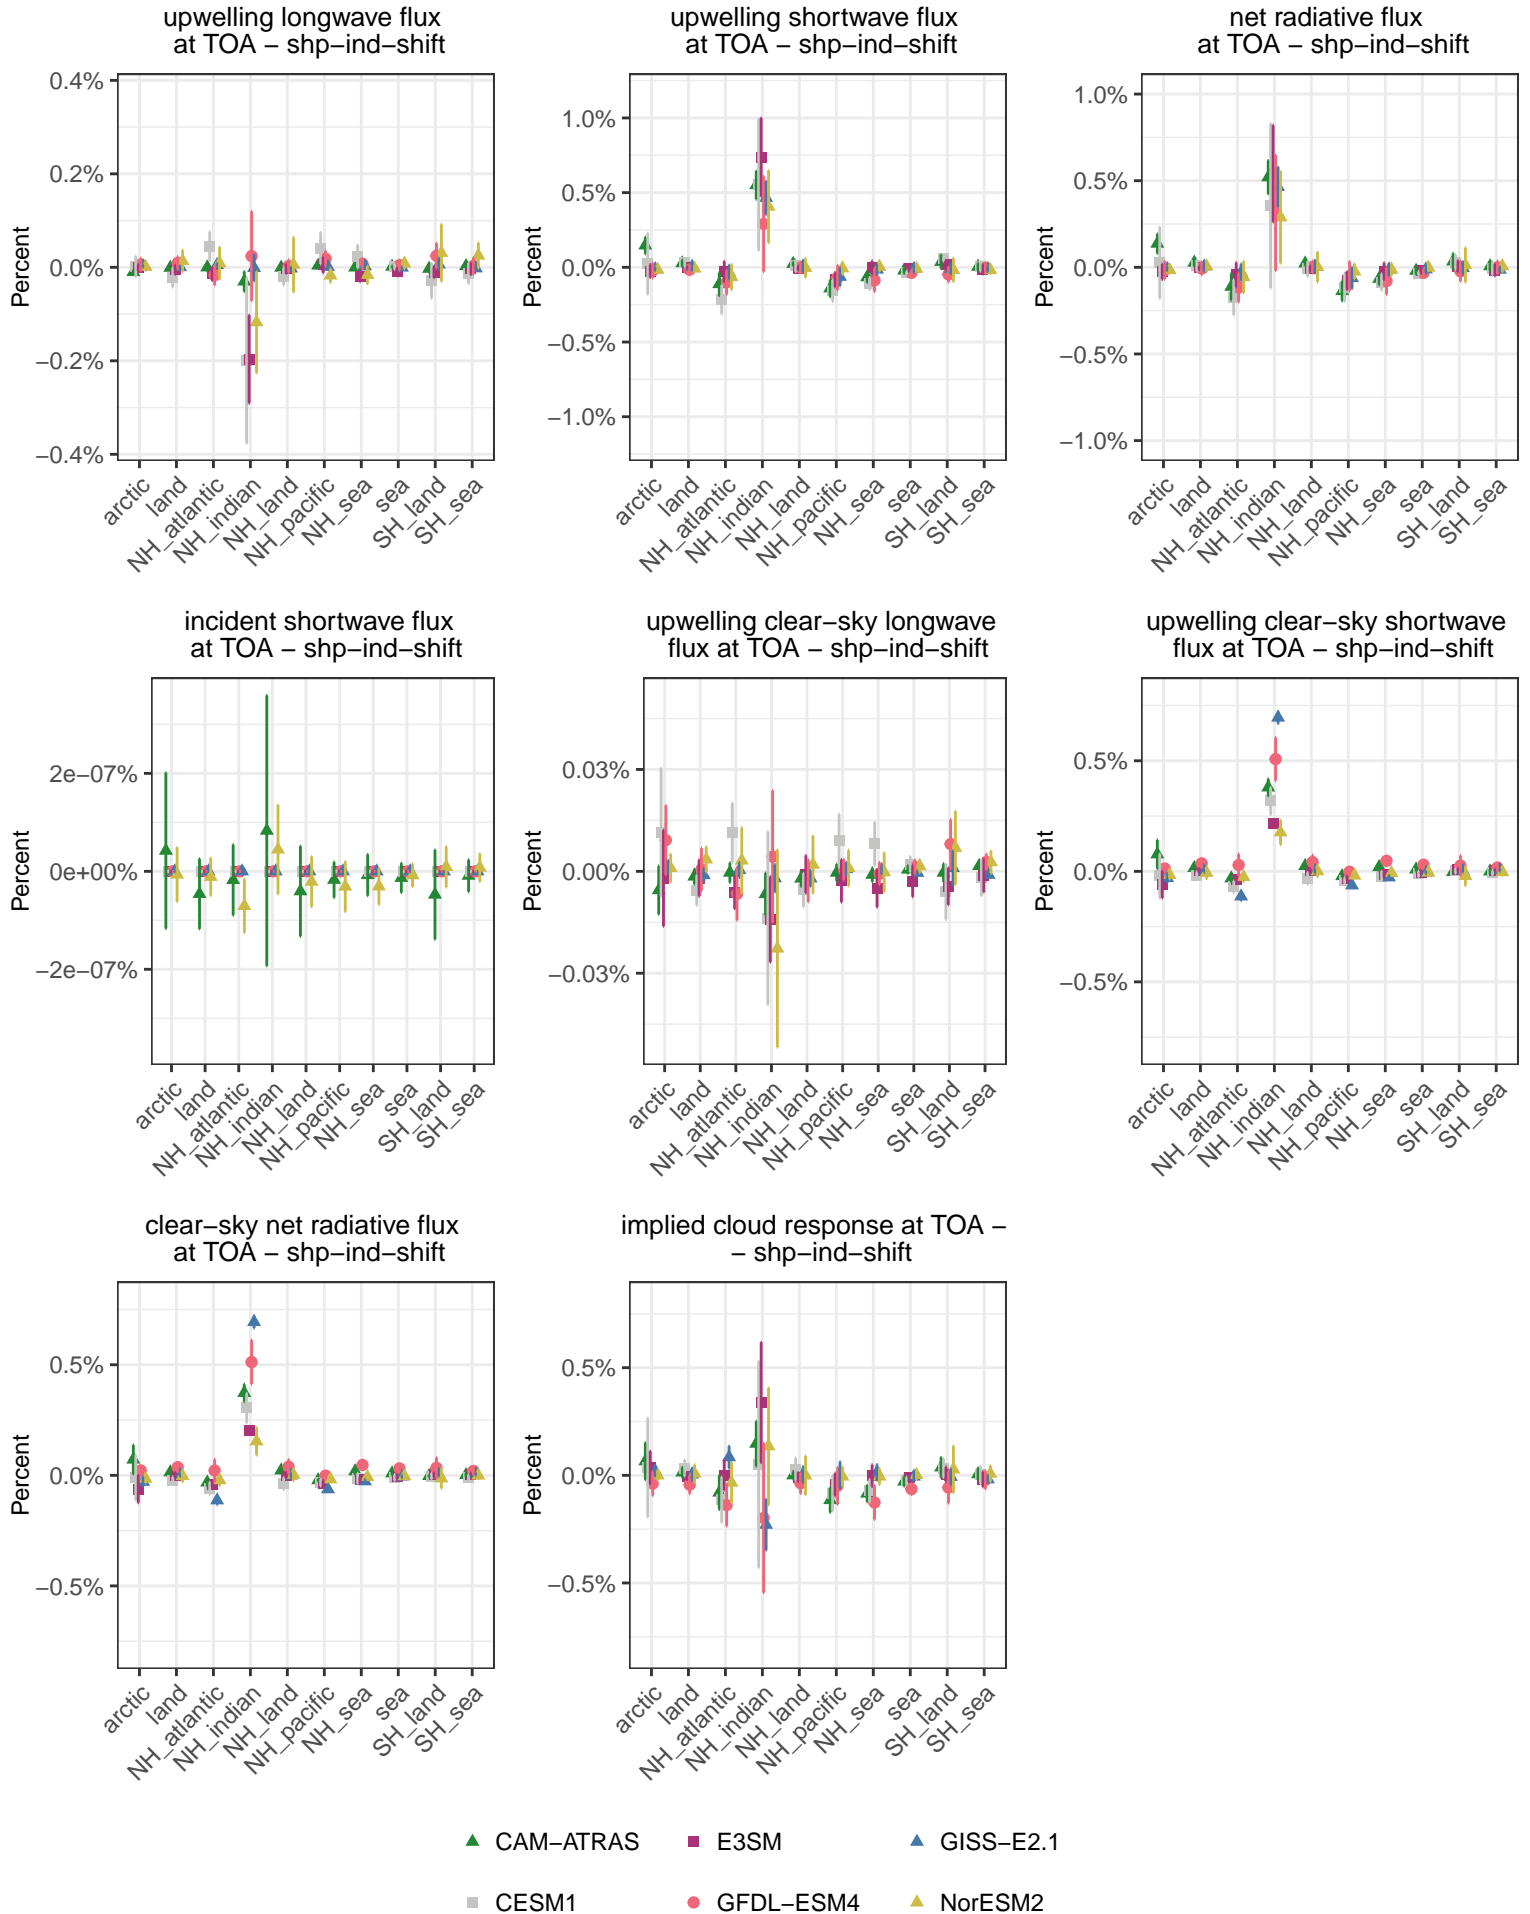 upwelling longwave flux
at TOA − shp−ind−shift
Percent
0.4%
0.2%
0.0%
−0.2%
−0.4%
arctic
land
NH_atlantic
NH_indian
NH_land
NH_pacific
NH_sea
sea
SH_land
SH_sea
upwelling shortwave flux
at TOA − shp−ind−shift
Percent
1.0%
0.5%
0.0%
−0.5%
−1.0%
arctic
land
NH_atlantic
NH_indian
NH_land
NH_pacific
NH_sea
sea
SH_land
SH_sea
net radiative flux
at TOA − shp−ind−shift
Percent
1.0%
0.5%
0.0%
−0.5%
−1.0%
arctic
land
NH_atlantic
NH_indian
NH_land
NH_pacific
NH_sea
sea
SH_land
SH_sea
incident shortwave flux
at TOA − shp−ind−shift
Percent
2e−07%
0e+00%
−2e−07%
arctic
land
NH_atlantic
NH_indian
NH_land
NH_pacific
NH_sea
sea
SH_land
SH_sea
upwelling clear−sky longwave
flux at TOA − shp−ind−shift
Percent
0.03%
0.00%
−0.03%
arctic
land
NH_atlantic
NH_indian
NH_land
NH_pacific
NH_sea
sea
SH_land
SH_sea
upwelling clear−sky shortwave
flux at TOA − shp−ind−shift
Percent
0.5%
0.0%
−0.5%
arctic
land
NH_atlantic
NH_indian
NH_land
NH_pacific
NH_sea
sea
SH_land
SH_sea
clear−sky net radiative flux
at TOA − shp−ind−shift
Percent
0.5%
0.0%
−0.5%
arctic
land
NH_atlantic
NH_indian
NH_land
NH_pacific
NH_sea
sea
SH_land
SH_sea
implied cloud response at TOA −
− shp−ind−shift
Percent
0.5%
0.0%
−0.5%
arctic
land
NH_atlantic
NH_indian
NH_land
NH_pacific
NH_sea
sea
SH_land
SH_sea
CAM−ATRAS
E3SM
GISS−E2.1
CESM1
GFDL−ESM4
NorESM2